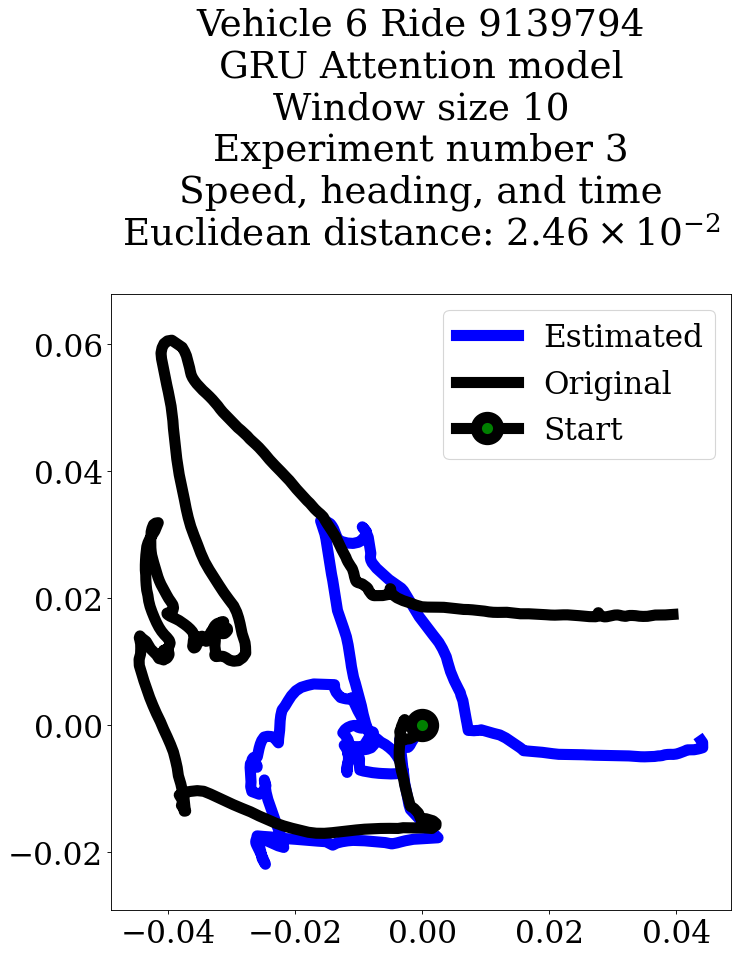 Vehicle 6 Ride 9139794
GRU Attention model
Window size 10
Experiment number 3
Speed, heading, and time
Euclidean distance: 2.46 × 10⁻²
Estimated
Original
Start
0.06
0.04
0.02
0.00
−0.02
−0.04 −0.02 0.00 0.02 0.04